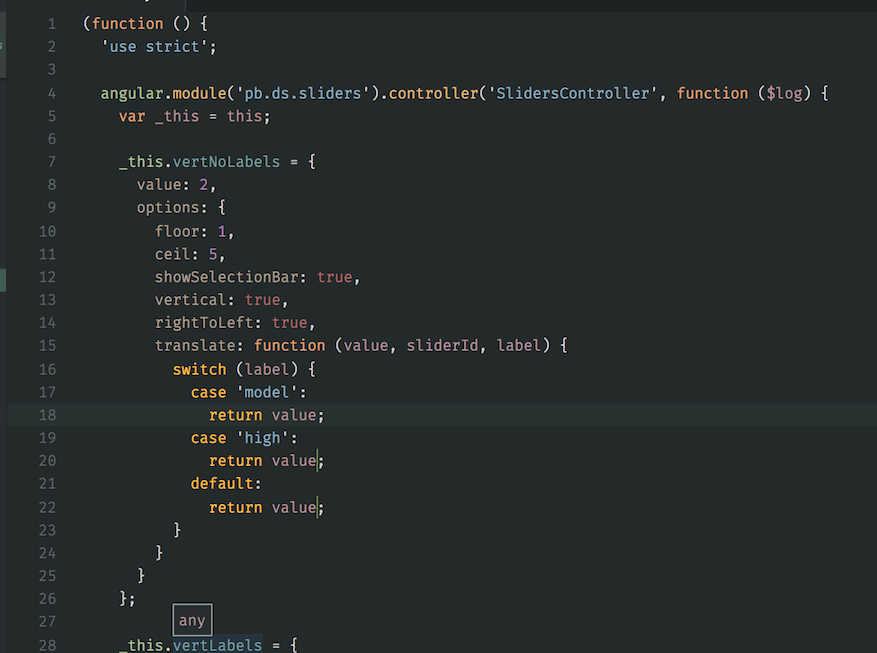 1 (function () {
2 'use strict';
3
4 angular.module('pb.ds.sliders').controller('SlidersController', function ($log) {
5 var _this = this;
6
7 _this.vertNoLabels = {
8 value: 2,
9 options: {
10 floor: 1,
11 ceil: 5,
12 showSelectionBar: true,
13 vertical: true,
14 rightToLeft: true,
15 translate: function (value, sliderId, label) {
16 switch (label) {
17 case 'model':
18 return value;
19 case 'high':
20 return value;
21 default:
22 return value;
23 }
24 }
25 }
26 };
27 any
28 _this.vertLabels = {